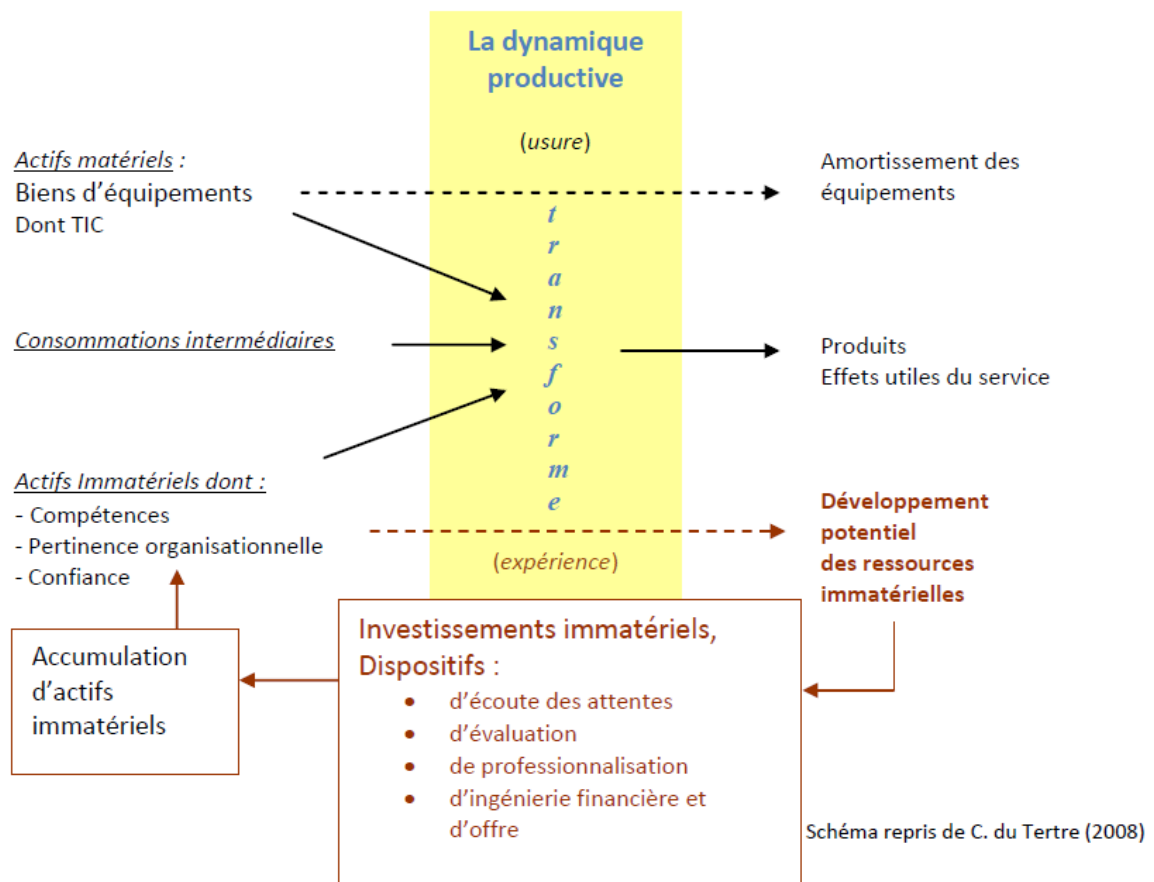 La dynamique
productive
(usure)
Actifs matériels :
Biens d’équipements
Dont TIC
Amortissement des
équipements
t
r
a
n
s
f
o
r
m
e
Consommations intermédiaires
Produits
Effets utiles du service
Actifs Immatériels dont :
- Compétences
- Pertinence organisationnelle
- Confiance
(expérience)
Développement
potentiel
des ressources
immatérielles
Accumulation
d’actifs
immatériels
Investissements immatériels,
Dispositifs :
• d’écoute des attentes
• d’évaluation
• de professionnalisation
• d’ingénierie financière et
d’offre
Schéma repris de C. du Tertre (2008)